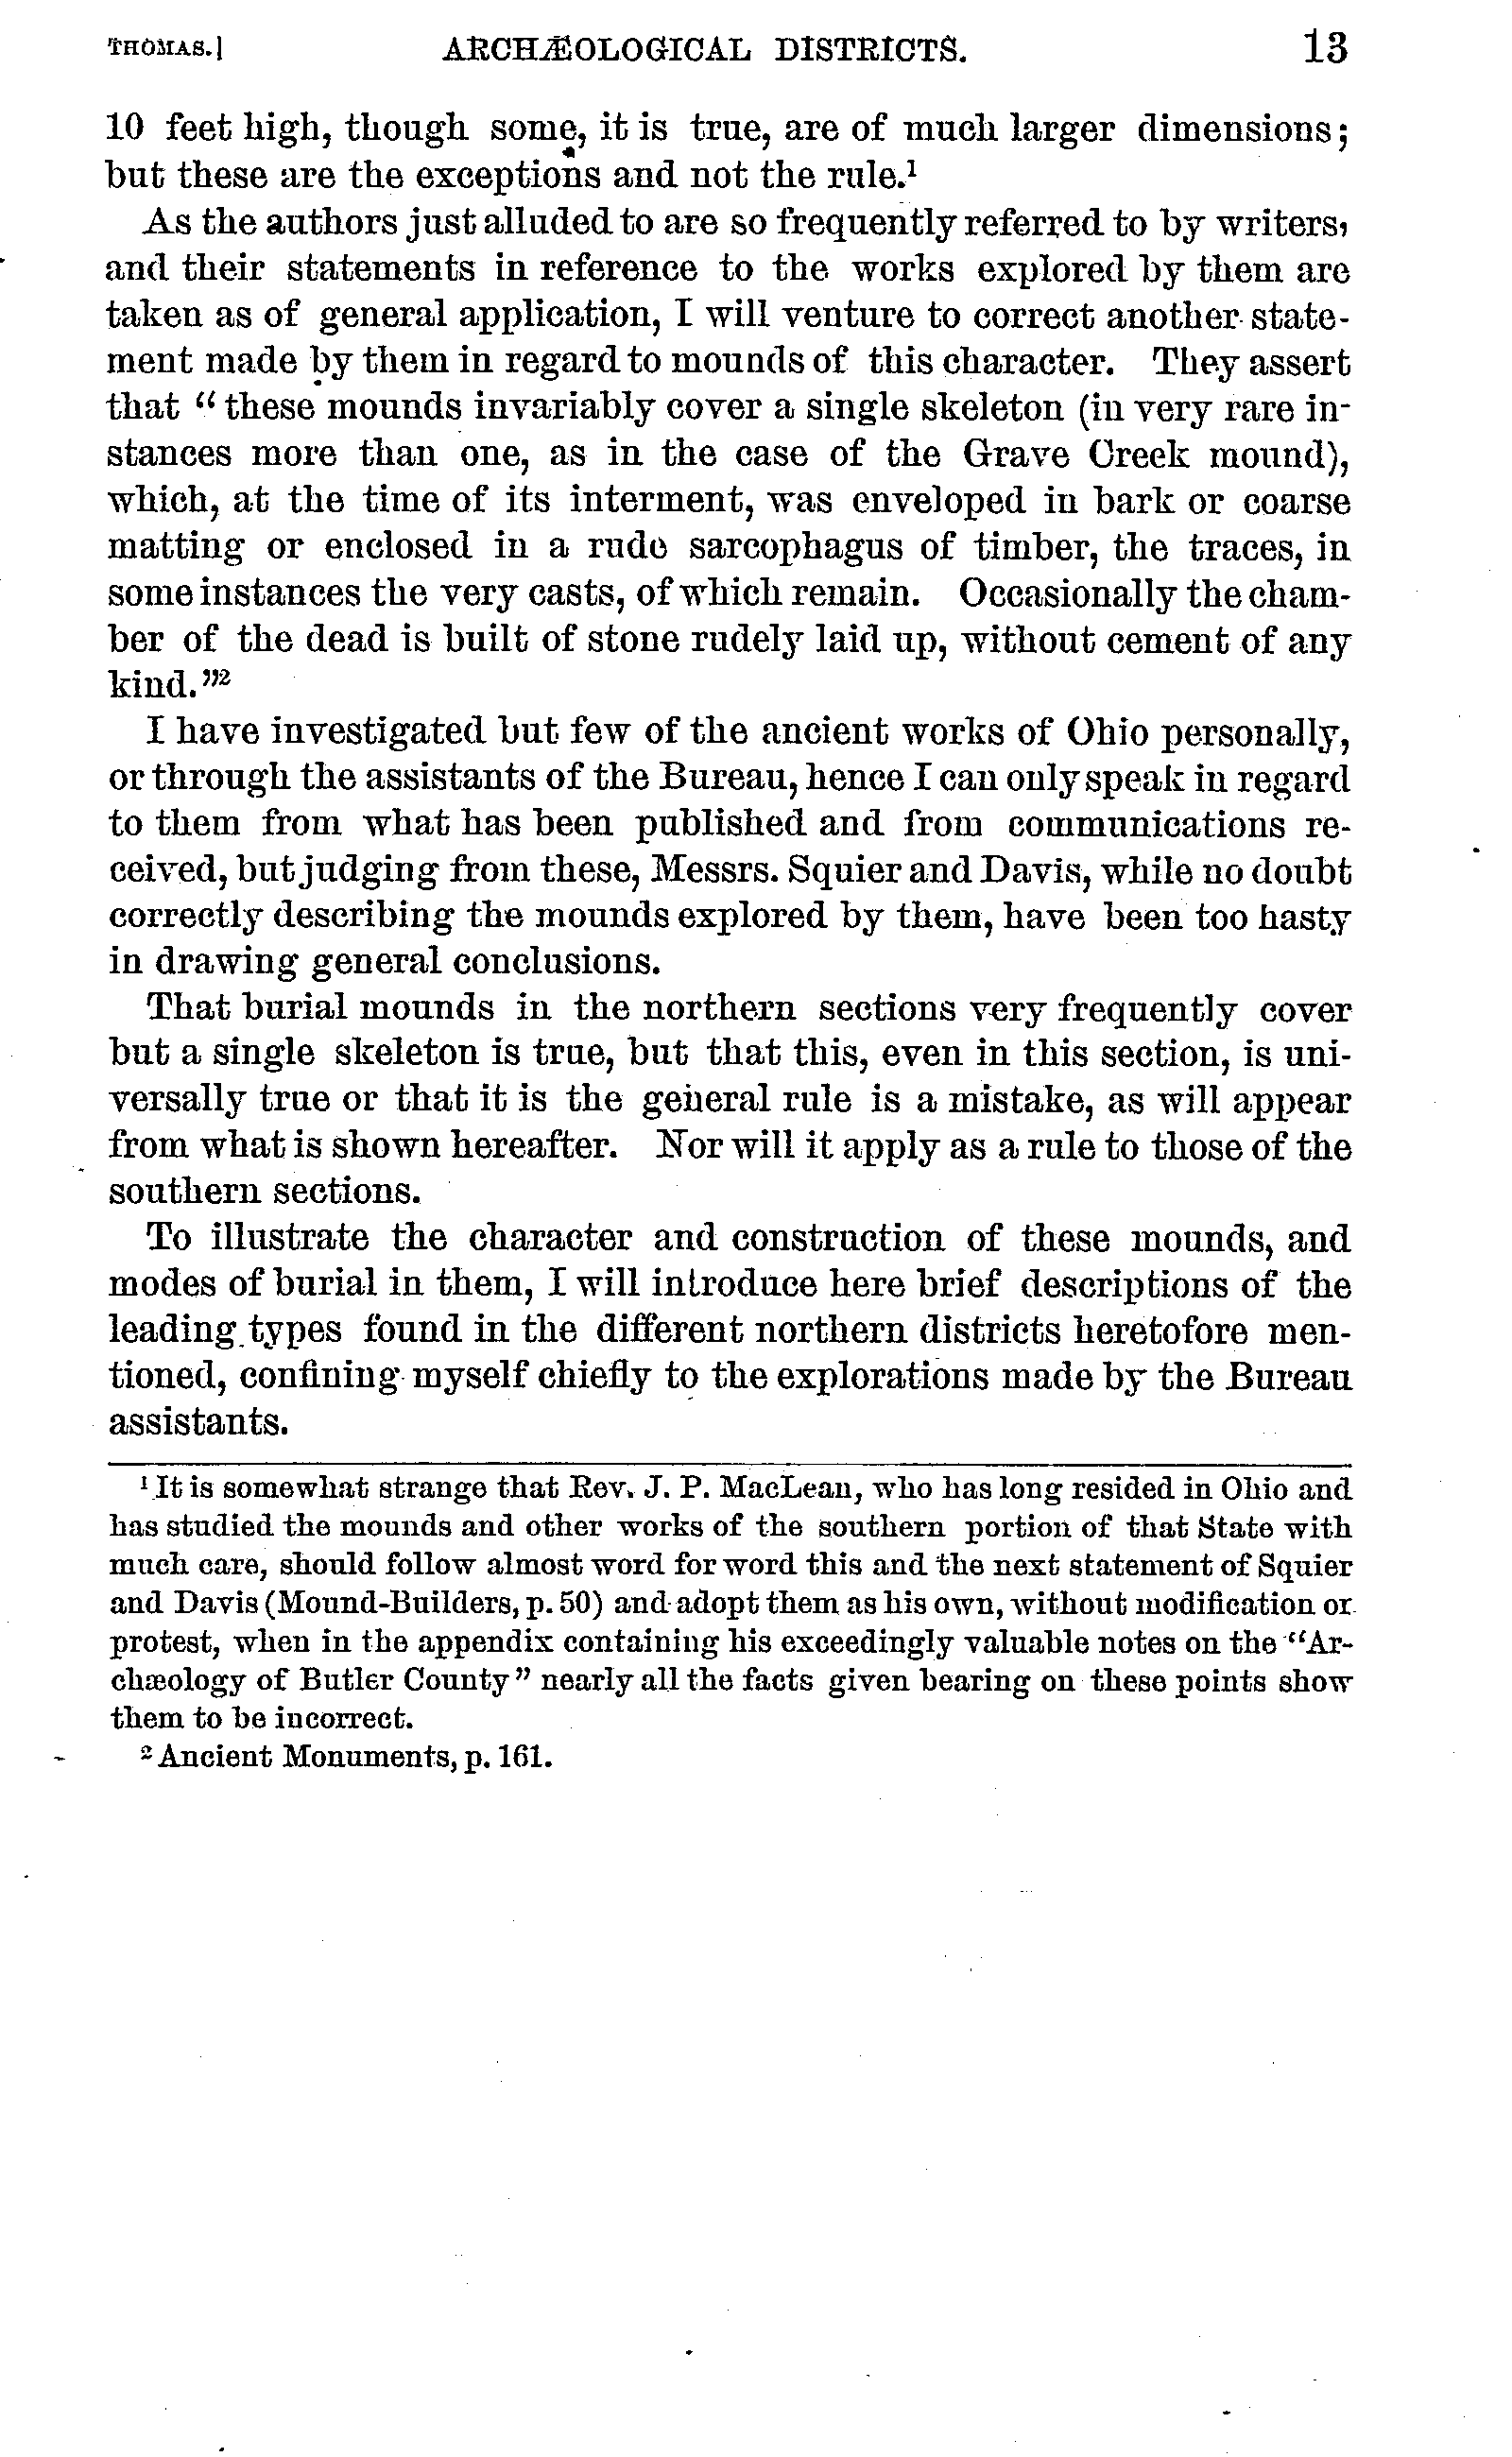 THOMAS.] ARCHÆOLOGICAL DISTRICTS. 13
10 feet high, though some, it is true, are of much larger dimensions;
but these are the exceptions and not the rule.¹
As the authors just alluded to are so frequently referred to by writers,
and their statements in reference to the works explored by them are
taken as of general application, I will venture to correct another state-
ment made by them in regard to mounds of this character. They assert
that “these mounds invariably cover a single skeleton (in very rare in-
stances more than one, as in the case of the Grave Creek mound),
which, at the time of its interment, was enveloped in bark or coarse
matting or enclosed in a rude sarcophagus of timber, the traces, in
some instances the very casts, of which remain. Occasionally the cham-
ber of the dead is built of stone rudely laid up, without cement of any
kind.”²
I have investigated but few of the ancient works of Ohio personally,
or through the assistants of the Bureau, hence I can only speak in regard
to them from what has been published and from communications re-
ceived, but judging from these, Messrs. Squier and Davis, while no doubt
correctly describing the mounds explored by them, have been too hasty
in drawing general conclusions.
That burial mounds in the northern sections very frequently cover
but a single skeleton is true, but that this, even in this section, is uni-
versally true or that it is the general rule is a mistake, as will appear
from what is shown hereafter. Nor will it apply as a rule to those of the
southern sections.
To illustrate the character and construction of these mounds, and
modes of burial in them, I will introduce here brief descriptions of the
leading types found in the different northern districts heretofore men-
tioned, confining myself chiefly to the explorations made by the Bureau
assistants.
¹ It is somewhat strange that Rev. J. P. MacLean, who has long resided in Ohio and
has studied the mounds and other works of the southern portion of that State with
much care, should follow almost word for word this and the next statement of Squier
and Davis (Mound-Builders, p. 50) and adopt them as his own, without modification or
protest, when in the appendix containing his exceedingly valuable notes on the “Ar-
chæology of Butler County” nearly all the facts given bearing on these points show
them to be incorrect.
² Ancient Monuments, p. 161.